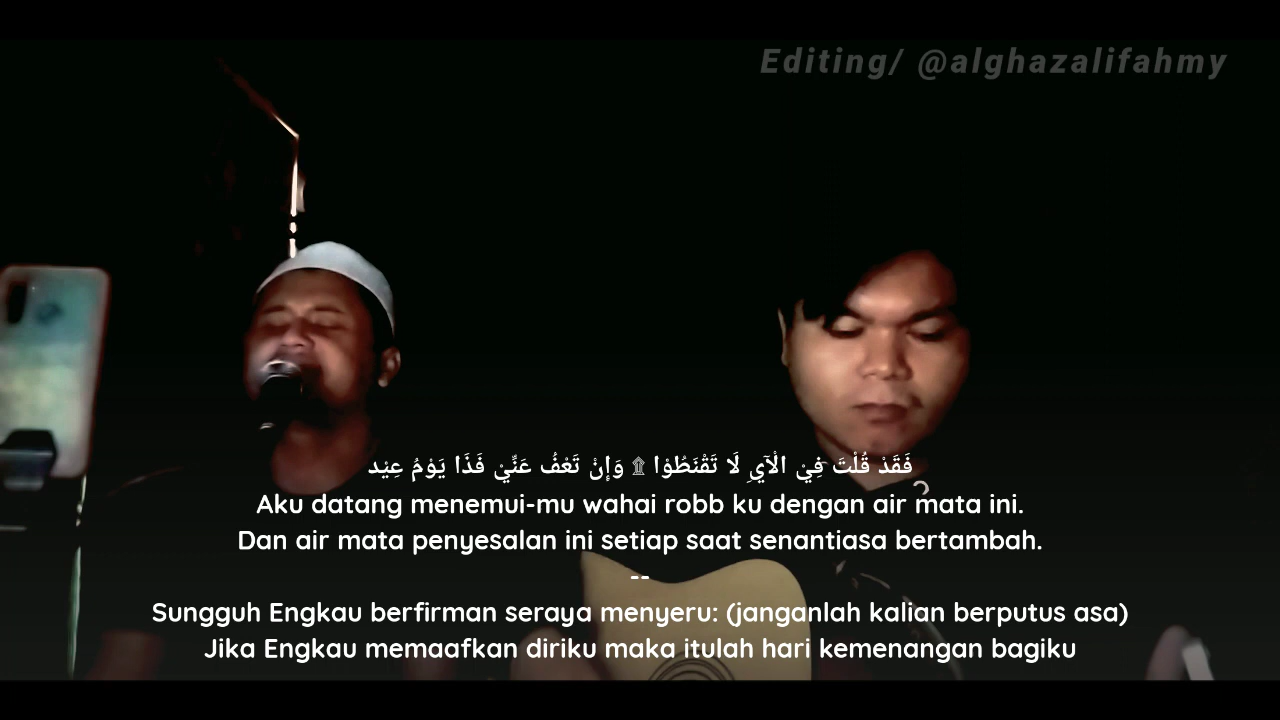 Editing/ @alghazalifahmy
فَقَدْ قُلْتَ فِيْ الْآيِ لَا تَقْنَطُوْا ۩ وَإِنْ تَعْفُ عَنِّيْ فَذَا يَوْمُ عِيْد
Aku datang menemui-mu wahai robb ku dengan air mata ini.
Dan air mata penyesalan ini setiap saat senantiasa bertambah.
--
Sungguh Engkau berfirman seraya menyeru: (janganlah kalian berputus asa)
Jika Engkau memaafkan diriku maka itulah hari kemenangan bagiku